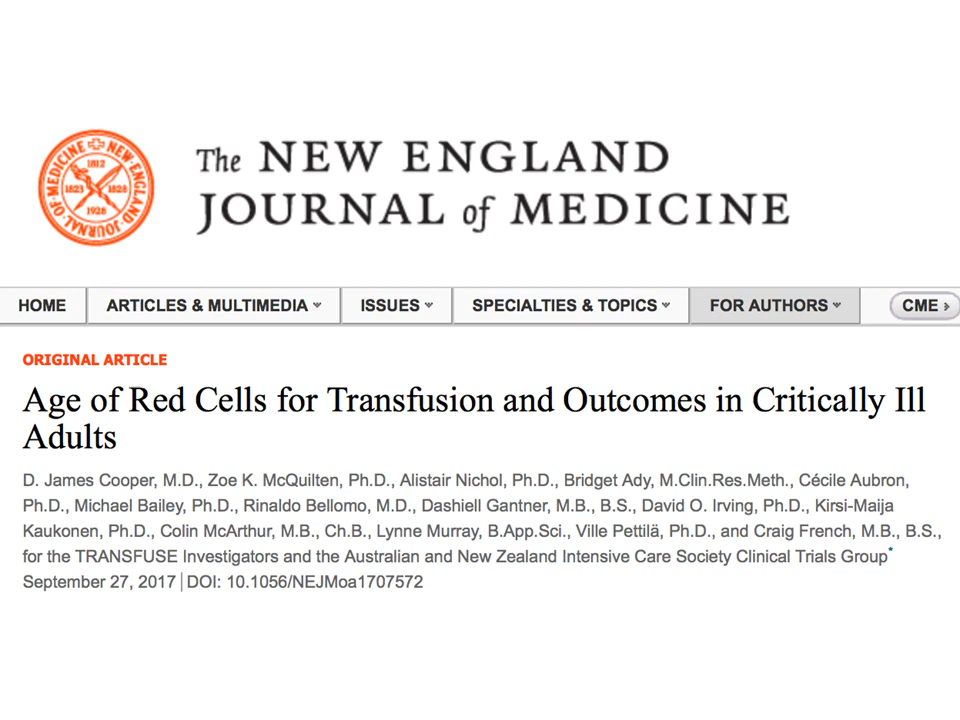 The NEW ENGLAND
JOURNAL of MEDICINE
NEW ENGLAND JOURNAL OF MEDICINE
1812
1823
1828
1928
HOME
ARTICLES & MULTIMEDIA
ISSUES
SPECIALTIES & TOPICS
FOR AUTHORS
CME
ORIGINAL ARTICLE
Age of Red Cells for Transfusion and Outcomes in Critically Ill
Adults
D. James Cooper, M.D., Zoe K. McQuilten, Ph.D., Alistair Nichol, Ph.D., Bridget Ady, M.Clin.Res.Meth., Cécile Aubron,
Ph.D., Michael Bailey, Ph.D., Rinaldo Bellomo, M.D., Dashiell Gantner, M.B., B.S., David O. Irving, Ph.D., Kirsi-Maija
Kaukonen, Ph.D., Colin McArthur, M.B., Ch.B., Lynne Murray, B.App.Sci., Ville Pettilä, Ph.D., and Craig French, M.B., B.S.,
for the TRANSFUSE Investigators and the Australian and New Zealand Intensive Care Society Clinical Trials Group*
September 27, 2017 | DOI: 10.1056/NEJMoa1707572